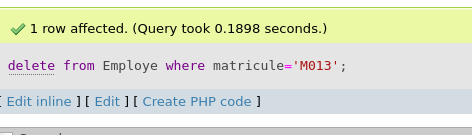 1 row affected. (Query took 0.1898 seconds.)
delete from Employe where matricule='M013';
[ Edit inline ] [ Edit ] [ Create PHP code ]